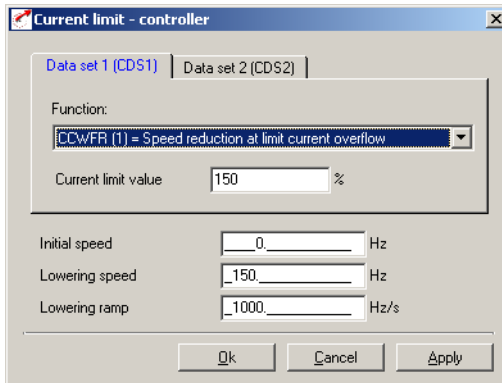 Current limit - controller
Data set 1 (CDS1) Data set 2 (CDS2)
Function:
CCWFR (1) = Speed reduction at limit current overflow
Current limit value 150 %
Initial speed ____0.__________ Hz
Lowering speed _150.__________ Hz
Lowering ramp _1000.__________ Hz/s
Ok Cancel Apply